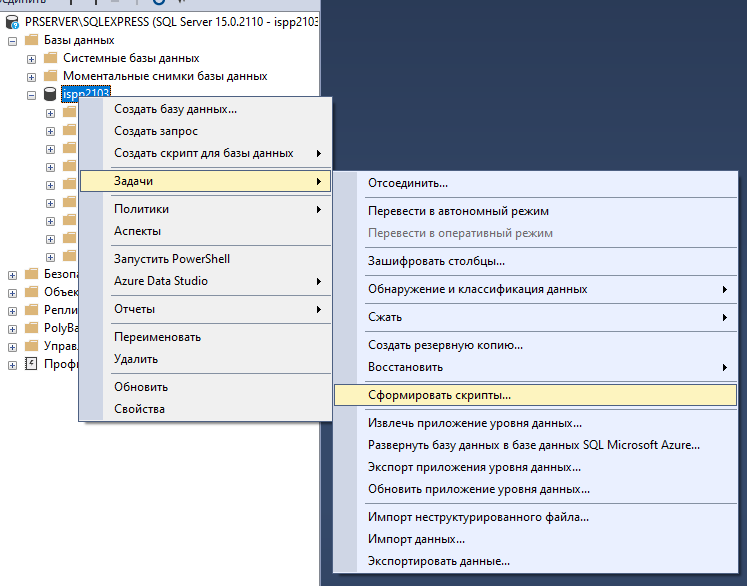 PRSERVER\SQLEXPRESS (SQL Server 15.0.2110 - ispp2103
Базы данных
Системные базы данных
Моментальные снимки базы данных
ispp2103
Безопа
Объек
Репли
PolyBa
Управ
Профи
Создать базу данных...
Создать запрос
Создать скрипт для базы данных
Задачи
Политики
Аспекты
Запустить PowerShell
Azure Data Studio
Отчеты
Переименовать
Удалить
Обновить
Свойства
Отсоединить...
Перевести в автономный режим
Перевести в оперативный режим
Зашифровать столбцы...
Обнаружение и классификация данных
Сжать
Создать резервную копию...
Восстановить
Сформировать скрипты...
Извлечь приложение уровня данных...
Развернуть базу данных в базе данных SQL Microsoft Azure...
Экспорт приложения уровня данных...
Обновить приложение уровня данных...
Импорт неструктурированного файла...
Импорт данных...
Экспортировать данные...